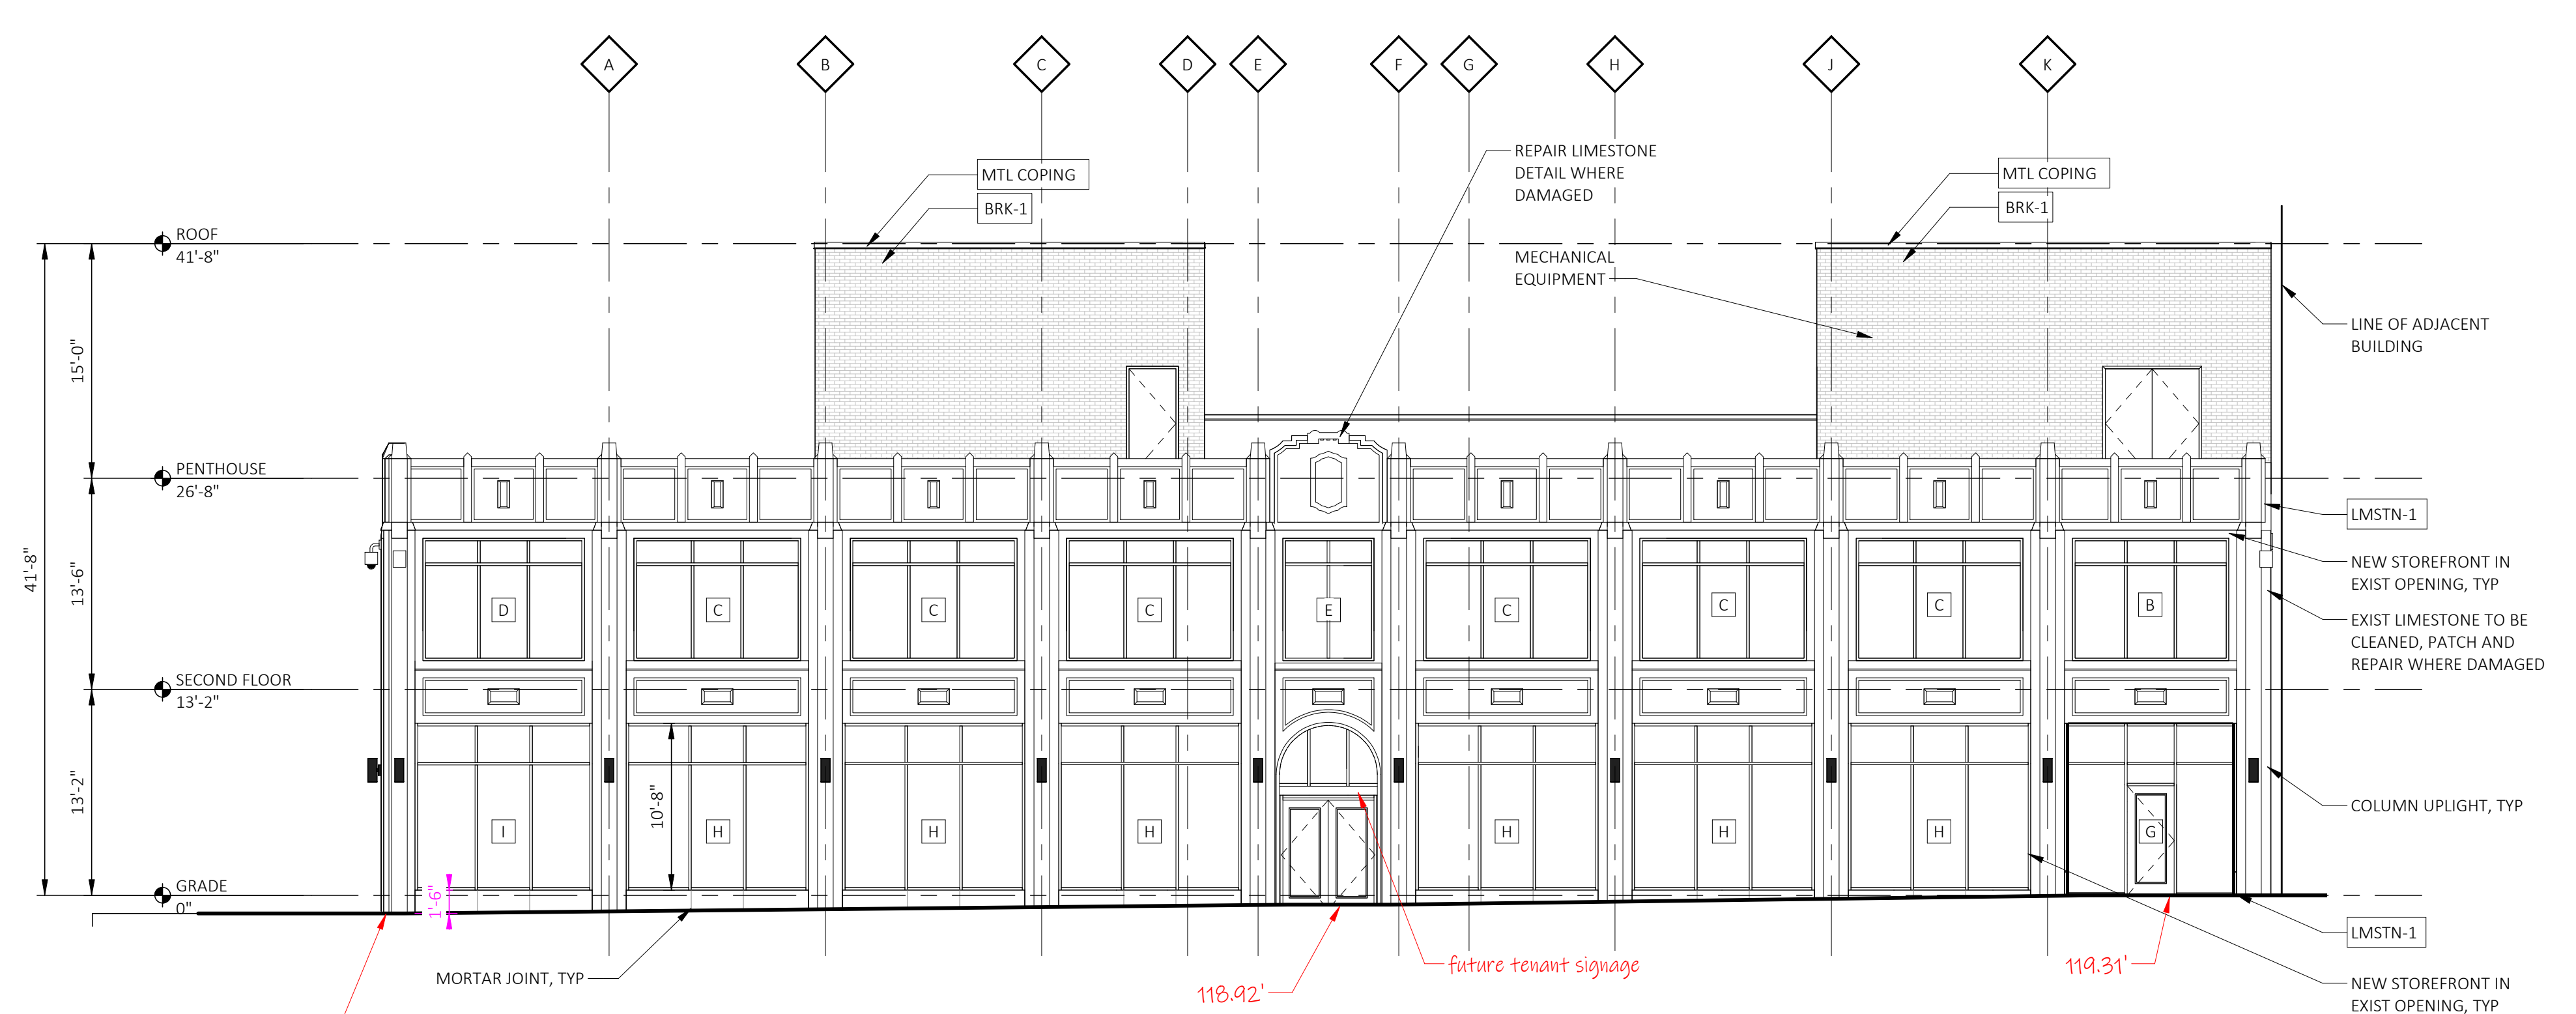 A
B
C
D
E
F
G
H
J
K
REPAIR LIMESTONE
DETAIL WHERE
DAMAGED
MTL COPING
BRK-1
MTL COPING
BRK-1
ROOF
41'-8"
MECHANICAL
EQUIPMENT
LINE OF ADJACENT
BUILDING
15'-0"
PENTHOUSE
26'-8"
LMSTN-1
41'-8"
13'-6"
NEW STOREFRONT IN
EXIST OPENING, TYP
D
C
C
C
E
C
C
C
B
EXIST LIMESTONE TO BE
CLEANED, PATCH AND
REPAIR WHERE DAMAGED
SECOND FLOOR
13'-2"
13'-2"
10'-8"
COLUMN UPLIGHT, TYP
I
H
H
H
H
H
H
G
GRADE
0"
1'-6"
LMSTN-1
MORTAR JOINT, TYP
future tenant signage
118.92'
119.31'
NEW STOREFRONT IN
EXIST OPENING, TYP